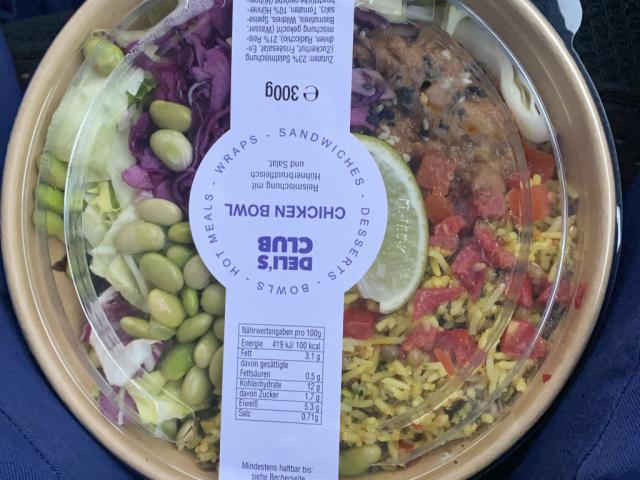 Zutaten: 23% Salatmischung
(Zuckerhut, Friséesalat, En-
divien, Radicchio), 21% Reis-
mischung gekocht (Wasser,
Basmatireis, Wildreis, Speise-
salz), Tomaten, 10% Hühner-
℮ 300g
- SANDWICHES - DESSERTS - BOWLS - HOT MEALS - WRAPS
DELI'S
CLUB
CHICKEN BOWL
Reismischung mit
Hühnerbrustfleisch
und Salat.
Nährwertangaben pro 100g
Energie 419 kJ/ 100 kcal
Fett 3,1 g
davon gesättigte
Fettsäuren 0,5 g
Kohlenhydrate 12 g
davon Zucker 1,7 g
Eiweiß 5,3 g
Salz 0,71g
Mindestens haltbar bis:
siehe Becherseite